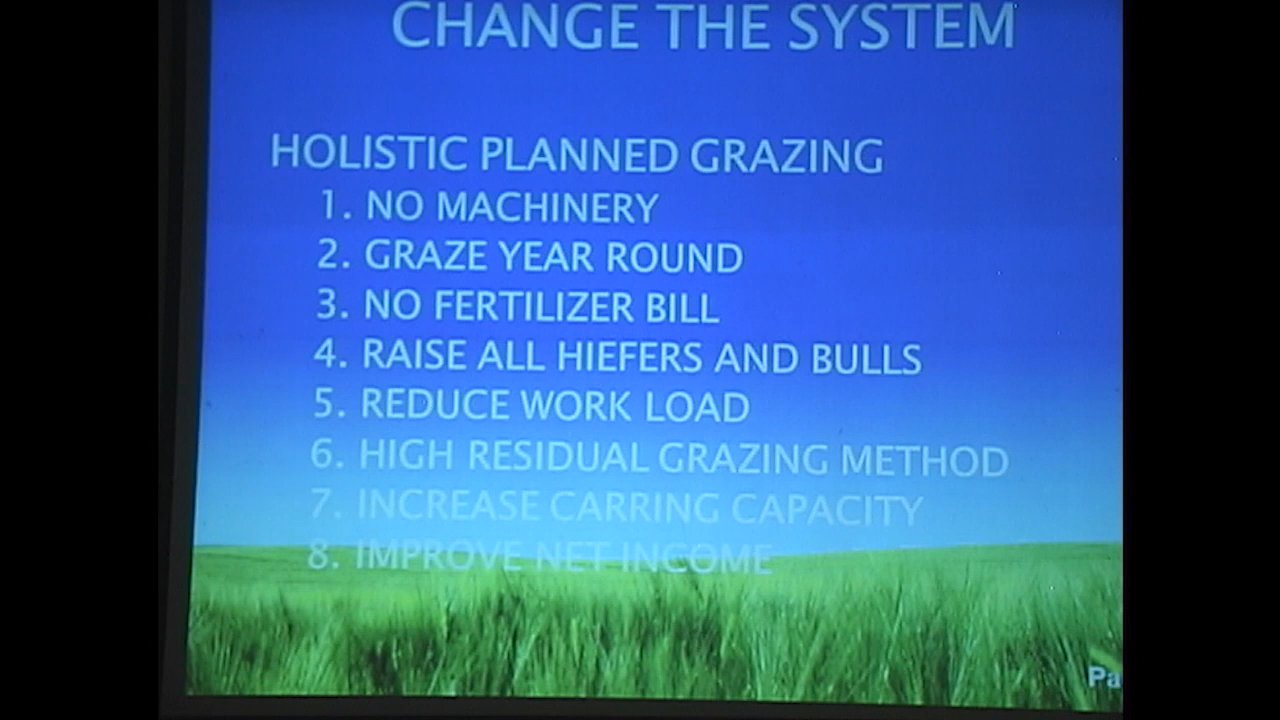 CHANGE THE SYSTEM
HOLISTIC PLANNED GRAZING
1. NO MACHINERY
2. GRAZE YEAR ROUND
3. NO FERTILIZER BILL
4. RAISE ALL HIEFERS AND BULLS
5. REDUCE WORK LOAD
6. HIGH RESIDUAL GRAZING METHOD
7. INCREASE CARRING CAPACITY
8. IMPROVE NET INCOME